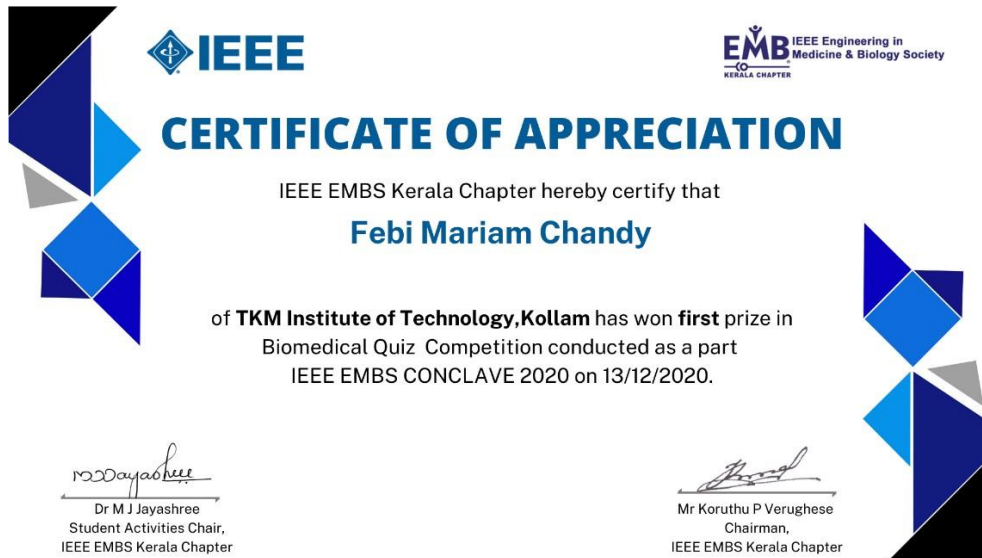 IEEE
EMB IEEE Engineering in
Medicine & Biology Society
KERALA CHAPTER
CERTIFICATE OF APPRECIATION
IEEE EMBS Kerala Chapter hereby certify that
Febi Mariam Chandy
of TKM Institute of Technology,Kollam has won first prize in
Biomedical Quiz Competition conducted as a part
IEEE EMBS CONCLAVE 2020 on 13/12/2020.
Dr M J Jayashree
Student Activities Chair,
IEEE EMBS Kerala Chapter
Mr Koruthu P Verughese
Chairman,
IEEE EMBS Kerala Chapter